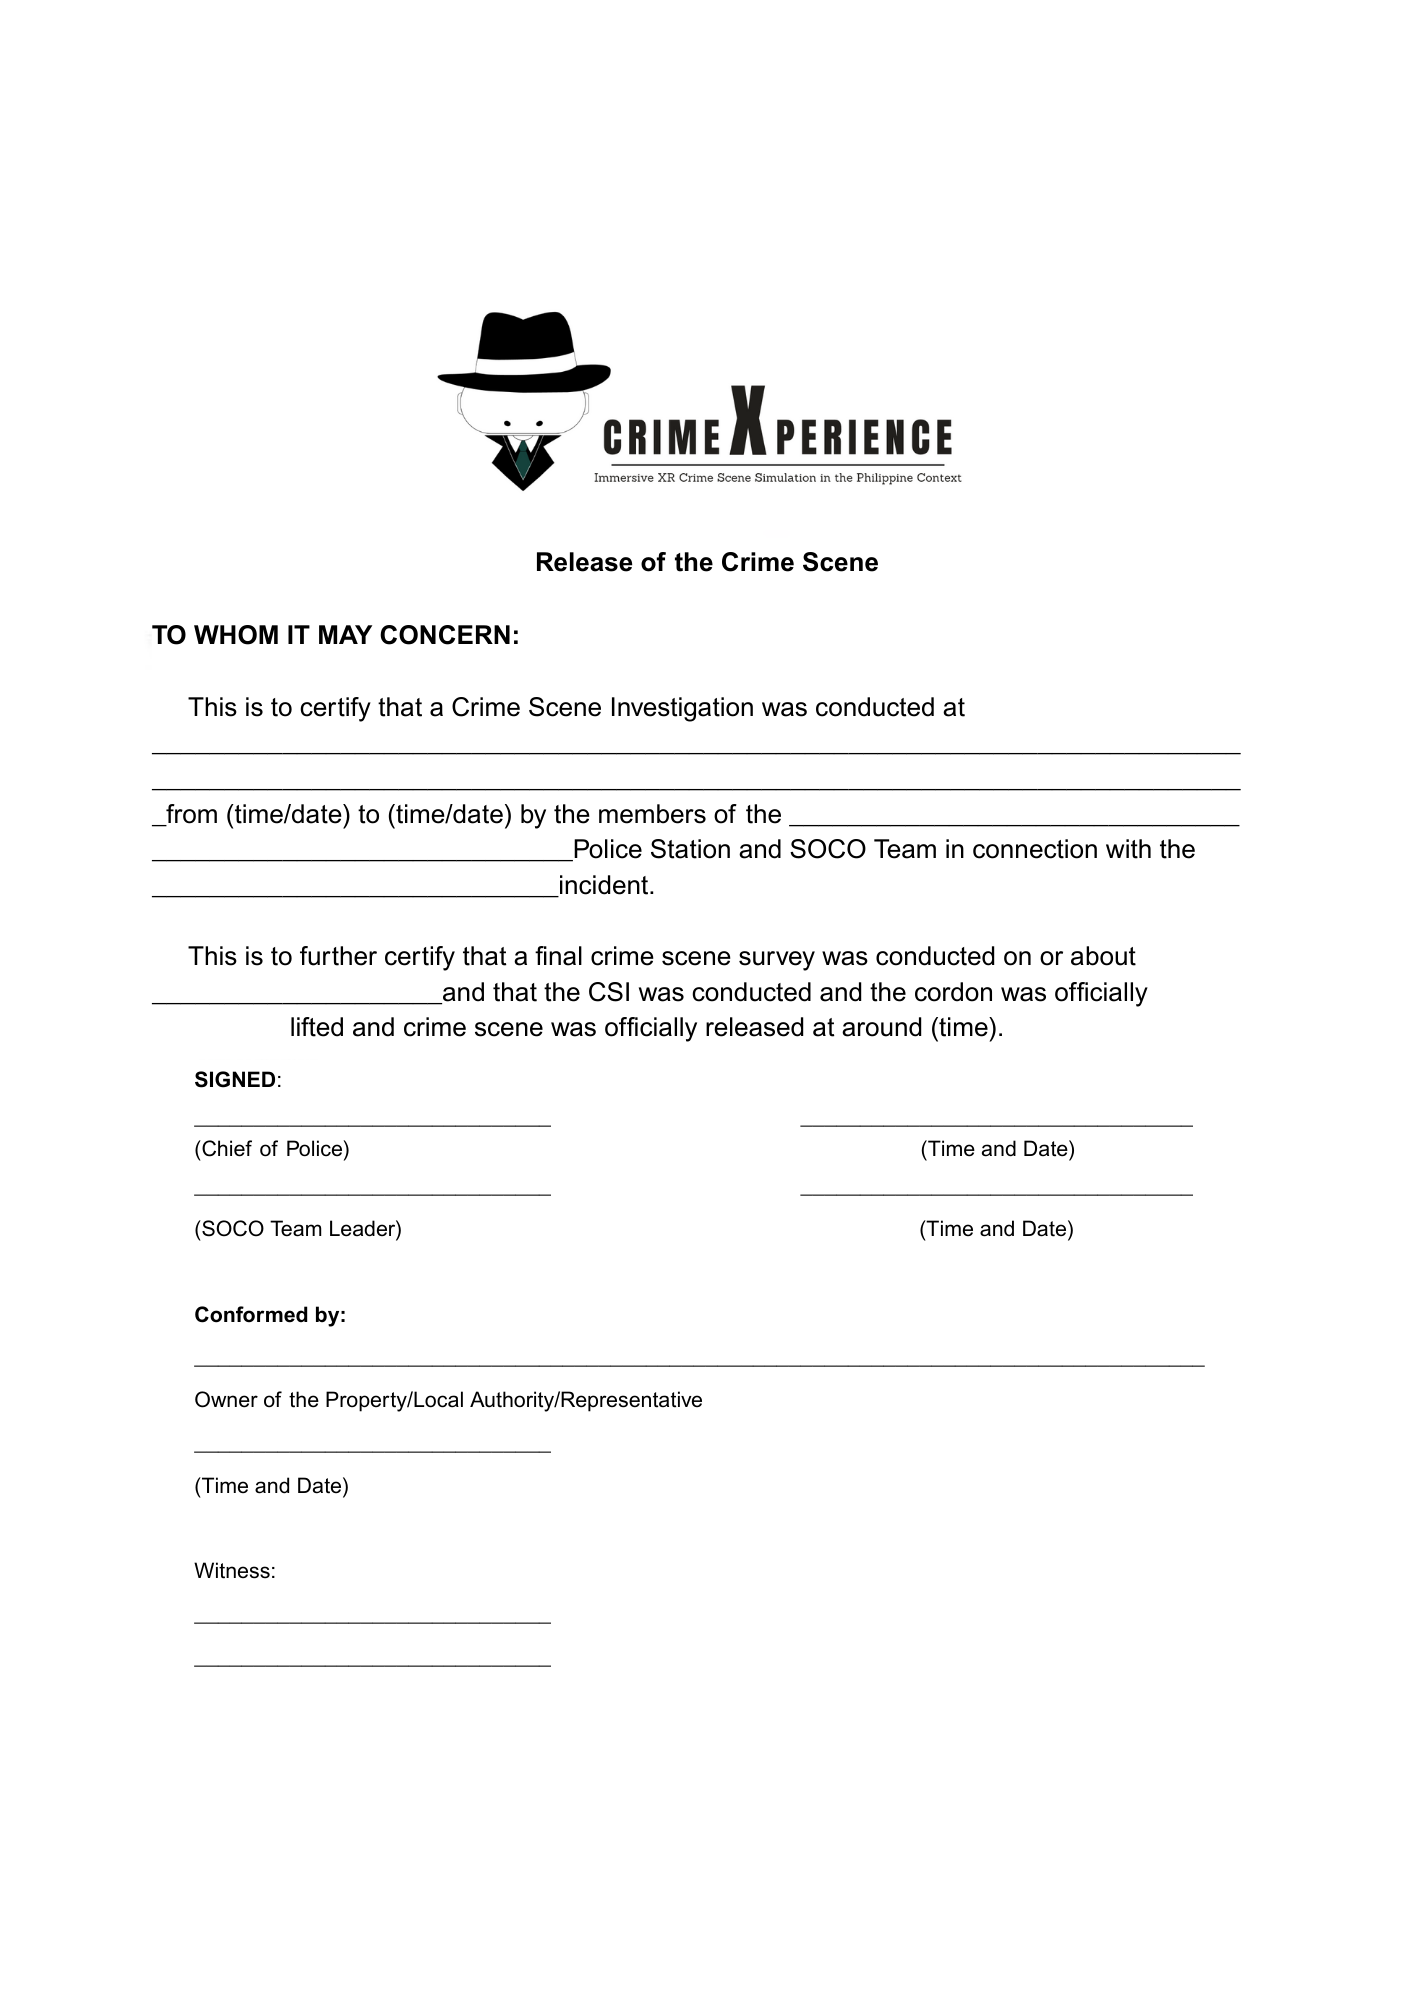 CRIMEXPERIENCE
Immersive XR Crime Scene Simulation in the Philippine Context
Release of the Crime Scene
TO WHOM IT MAY CONCERN:
This is to certify that a Crime Scene Investigation was conducted at
_______________________________________________________________________________
_______________________________________________________________________________
_from (time/date) to (time/date) by the members of the ________________________________
______________________________Police Station and SOCO Team in connection with the
_____________________________incident.
This is to further certify that a final crime scene survey was conducted on or about
____________________and that the CSI was conducted and the cordon was officially
lifted and crime scene was officially released at around (time).
SIGNED:
______________________________ _________________________________
(Chief of Police) (Time and Date)
______________________________ _________________________________
(SOCO Team Leader) (Time and Date)
Conformed by:
_____________________________________________________________________________________
Owner of the Property/Local Authority/Representative
______________________________
(Time and Date)
Witness:
______________________________
______________________________